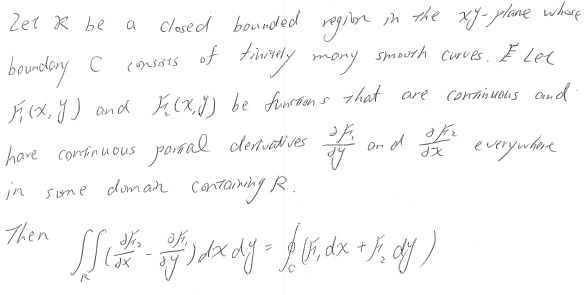 Let R be a closed bounded region in the xy-plane whose
boundary C consists of finitely many smooth curves. Let
F₁(x, y) and F₂(x, y) be functions that are continuous and
have continuous partial derivatives ∂F₁/∂y and ∂F₂/∂x everywhere
in some domain containing R.
Then ∬_R (∂F₂/∂x - ∂F₁/∂y) dx dy = ∮_C (F₁ dx + F₂ dy)